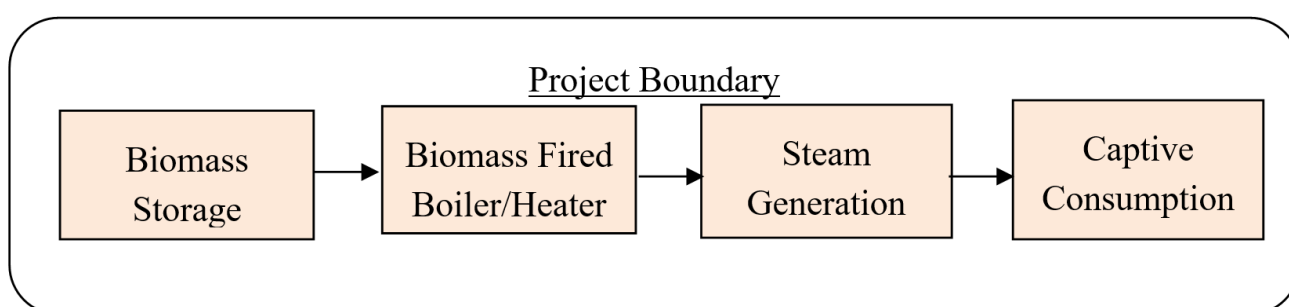 Project Boundary
Biomass
Storage
Biomass Fired
Boiler/Heater
Steam
Generation
Captive
Consumption